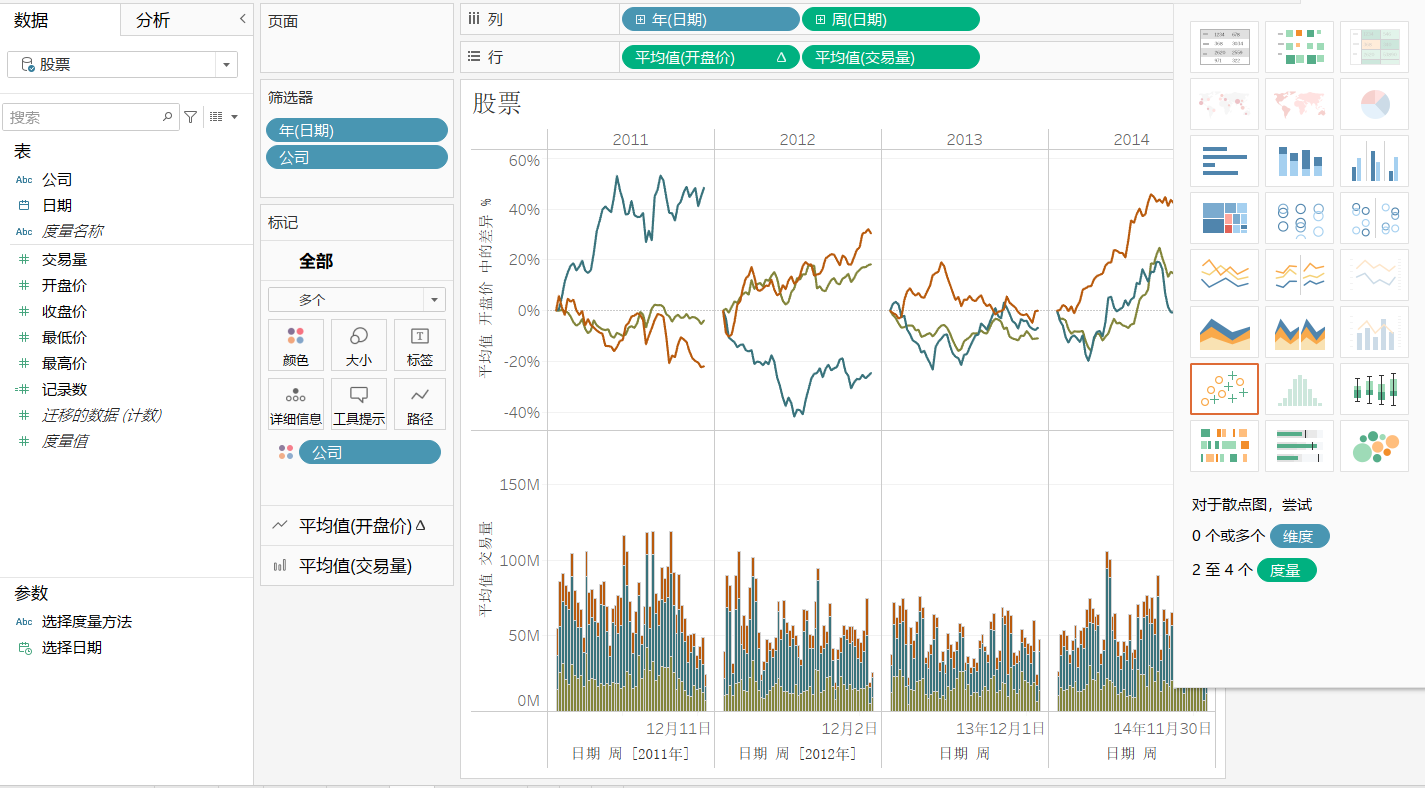 数据
分析
股票
搜索
表
Abc 公司
日期
Abc 度量名称
交易量
开盘价
收盘价
最低价
最高价
记录数
迁移的数据 (计数)
度量值
参数
Abc 选择度量方法
选择日期
页面
筛选器
年(日期)
公司
标记
全部
多个
颜色 大小 标签
详细信息 工具提示 路径
公司
平均值(开盘价) Δ
平均值(交易量)
列 年(日期) 周(日期)
行 平均值(开盘价) Δ 平均值(交易量)
股票
2011 2012 2013 2014
平均值 开盘价 中的差异 %
60%
40%
20%
0%
-20%
-40%
平均值 交易量
150M
100M
50M
0M
12月11日 12月2日 13年12月1日 14年11月30日
日期 周 [2011年] 日期 周 [2012年] 日期 周 日期 周
对于散点图，尝试
0 个或多个 维度
2 至 4 个 度量